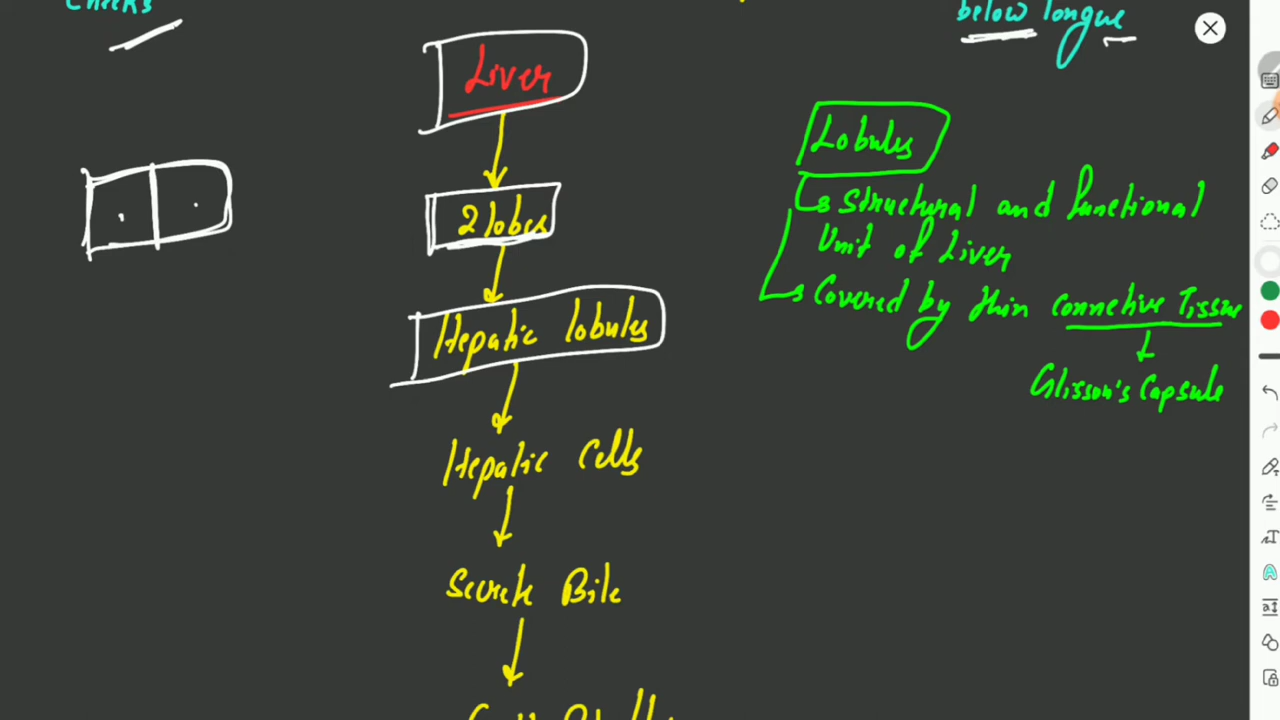 Cheeks
below tongue
Liver
2 lobes
Hepatic lobules
Hepatic Cells
Secrete Bile
Lobules
Structural and functional
Unit of Liver
Covered by thin connective Tissue
Glisson's Capsule